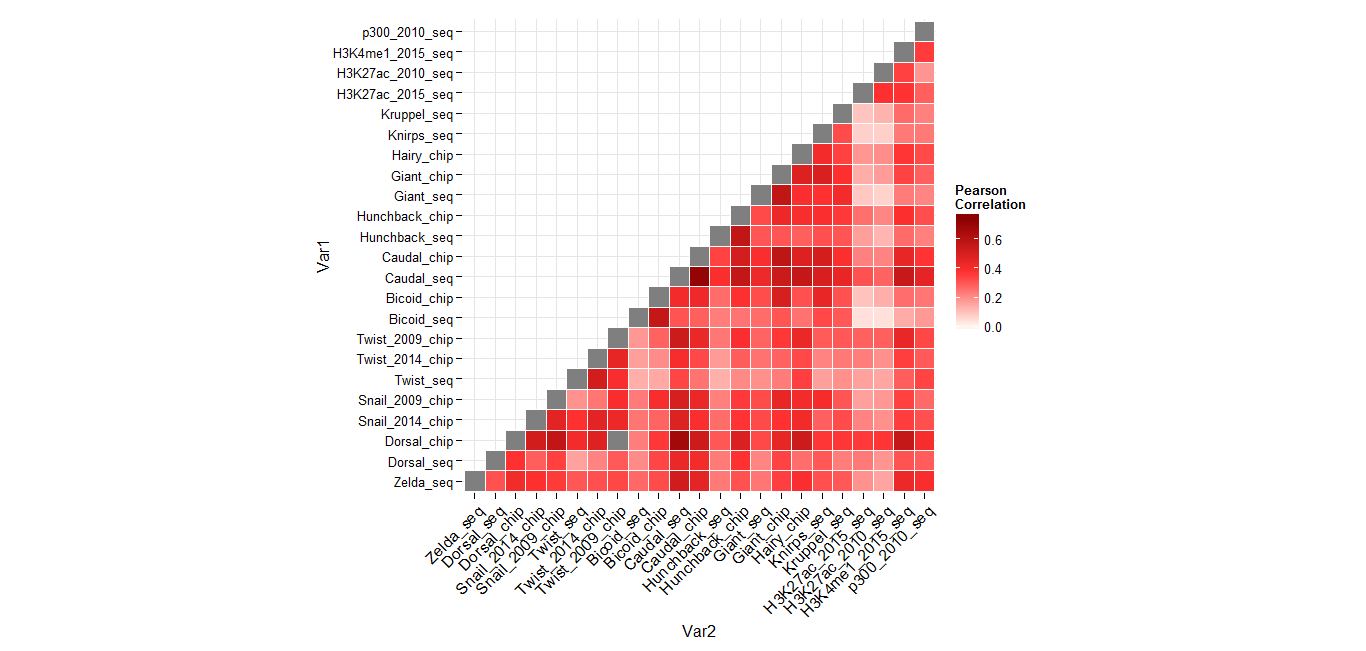 p300_2010_seq
H3K4me1_2015_seq
H3K27ac_2010_seq
H3K27ac_2015_seq
Kruppel_seq
Knirps_seq
Hairy_chip
Giant_chip
Giant_seq
Hunchback_chip
Hunchback_seq
Caudal_chip
Caudal_seq
Bicoid_chip
Bicoid_seq
Twist_2009_chip
Twist_2014_chip
Twist_seq
Snail_2009_chip
Snail_2014_chip
Dorsal_chip
Dorsal_seq
Zelda_seq
Var1
Zelda_seq
Dorsal_seq
Dorsal_chip
Snail_2014_chip
Snail_2009_chip
Twist_seq
Twist_2014_chip
Twist_2009_chip
Bicoid_seq
Bicoid_chip
Caudal_seq
Caudal_chip
Hunchback_seq
Hunchback_chip
Giant_seq
Giant_chip
Hairy_chip
Knirps_seq
Kruppel_seq
H3K27ac_2015_seq
H3K27ac_2010_seq
H3K4me1_2015_seq
p300_2010_seq
Var2
Pearson
Correlation
0.6
0.4
0.2
0.0